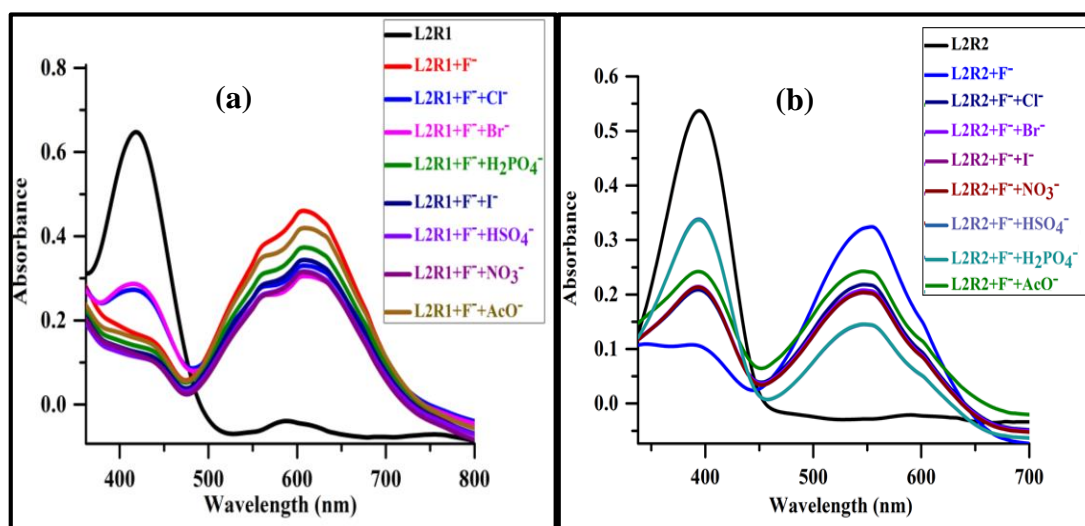 (a)
L2R1
L2R1+F⁻
L2R1+F⁻+Cl⁻
L2R1+F⁻+Br⁻
L2R1+F⁻+H₂PO₄⁻
L2R1+F⁻+I⁻
L2R1+F⁻+HSO₄⁻
L2R1+F⁻+NO₃⁻
L2R1+F⁻+AcO⁻
Absorbance
0.8
0.6
0.4
0.2
0.0
400 500 600 700 800
Wavelength (nm)
(b)
L2R2
L2R2+F⁻
L2R2+F⁻+Cl⁻
L2R2+F⁻+Br⁻
L2R2+F⁻+I⁻
L2R2+F⁻+NO₃⁻
L2R2+F⁻+HSO₄⁻
L2R2+F⁻+H₂PO₄⁻
L2R2+F⁻+AcO⁻
Absorbance
0.6
0.5
0.4
0.3
0.2
0.1
0.0
400 500 600 700
Wavelength (nm)